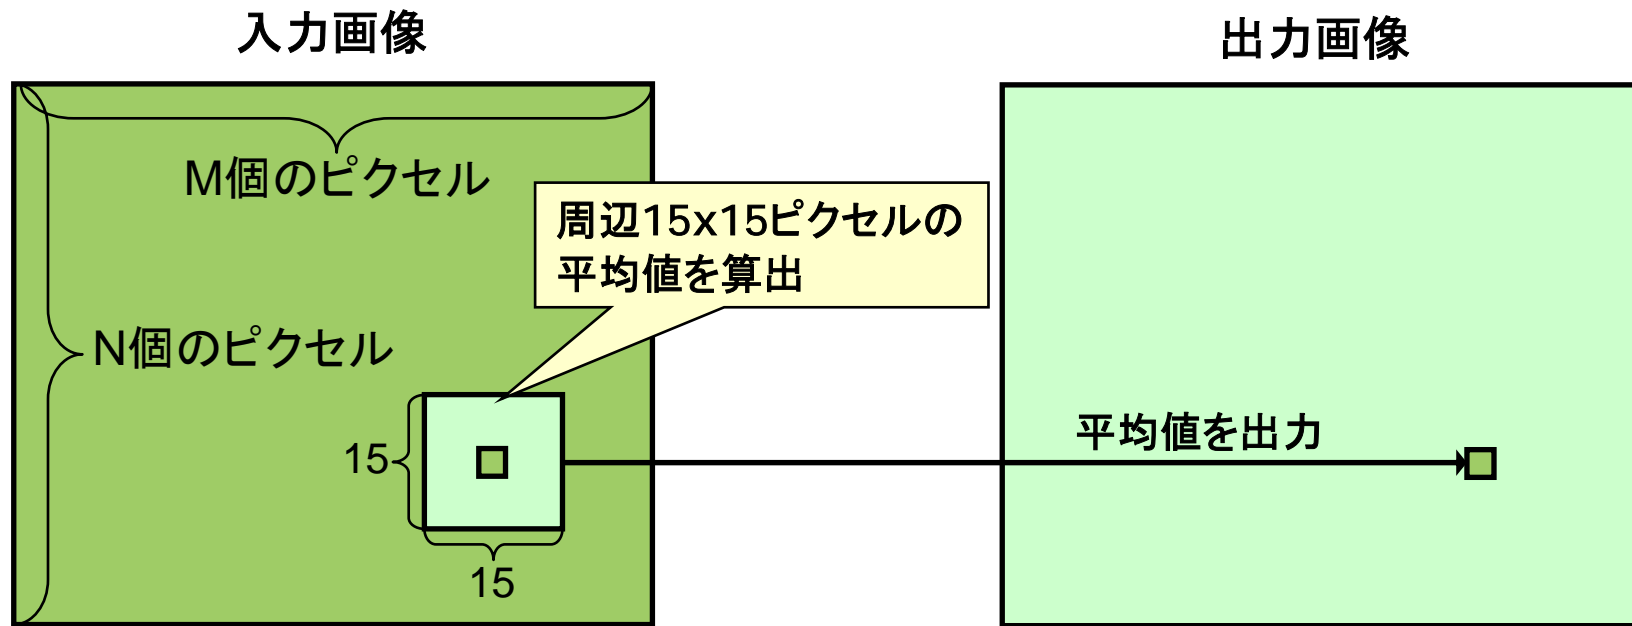 入力画像
出力画像
M個のピクセル
周辺15x15ピクセルの
平均値を算出
N個のピクセル
平均値を出力
15
15